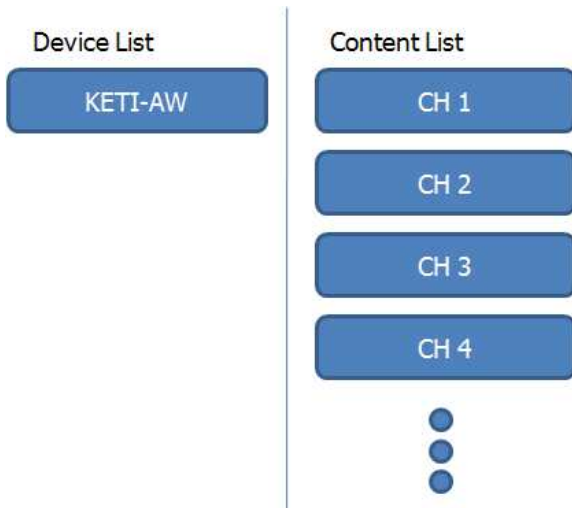 Device List
KETI-AW
Content List
CH 1
CH 2
CH 3
CH 4